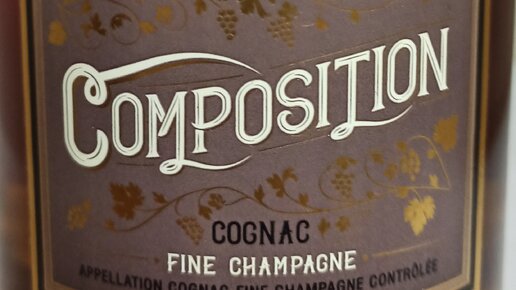 COMPOSITION
COGNAC
FINE CHAMPAGNE
APPELLATION COGNAC FINE CHAMPAGNE CONTRÔLÉE